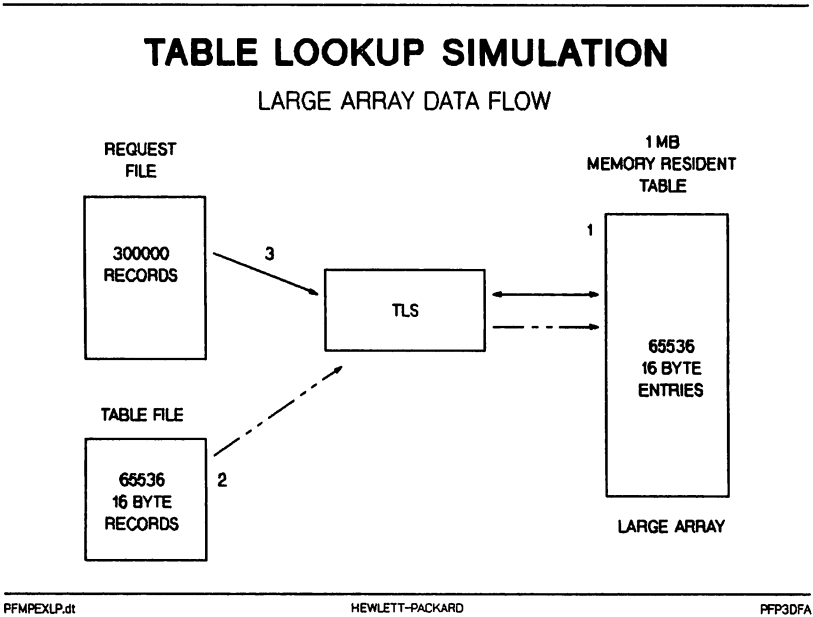 TABLE LOOKUP SIMULATION
LARGE ARRAY DATA FLOW
REQUEST
FILE
300000
RECORDS
3
TLS
1 MB
MEMORY RESIDENT
TABLE
1
65536
16 BYTE
ENTRIES
LARGE ARRAY
TABLE FILE
65536
16 BYTE
RECORDS
2
PFMPEXLP.dt
HEWLETT-PACKARD
PFP3DFA